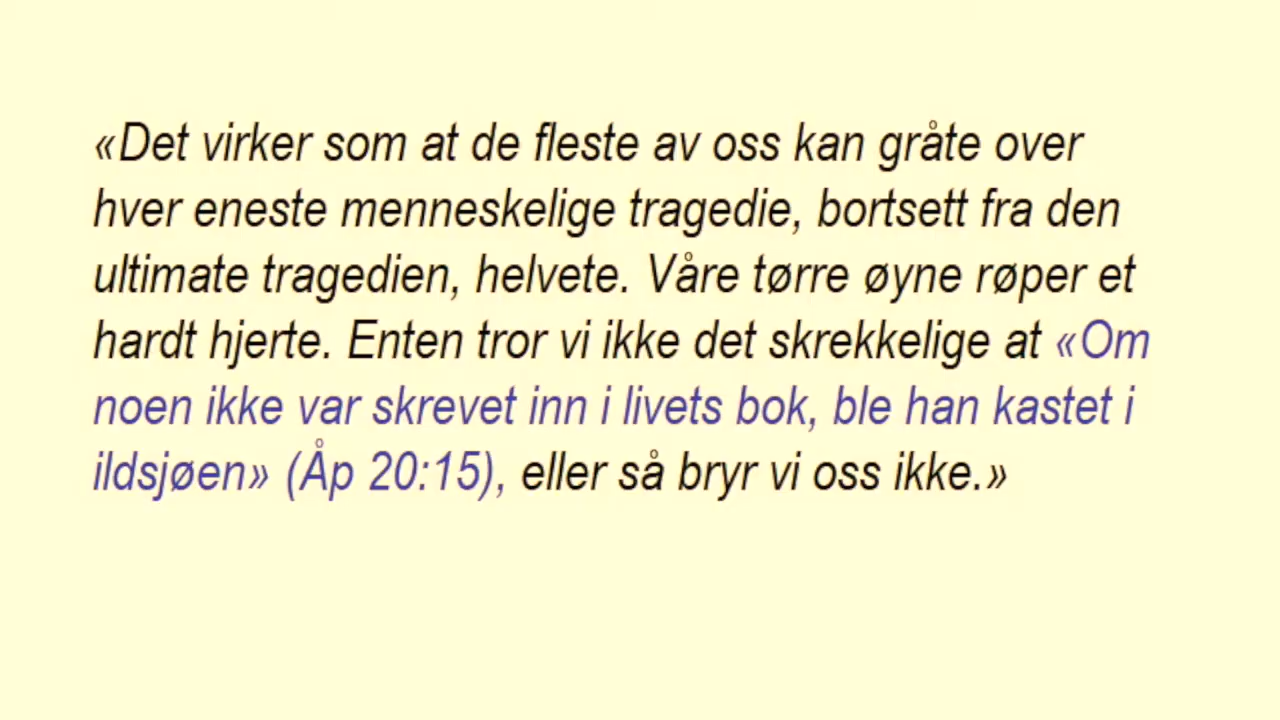 «Det virker som at de fleste av oss kan gråte over
hver eneste menneskelige tragedie, bortsett fra den
ultimate tragedien, helvete. Våre tørre øyne røper et
hardt hjerte. Enten tror vi ikke det skrekkelige at «Om
noen ikke var skrevet inn i livets bok, ble han kastet i
ildsjøen» (Åp 20:15), eller så bryr vi oss ikke.»